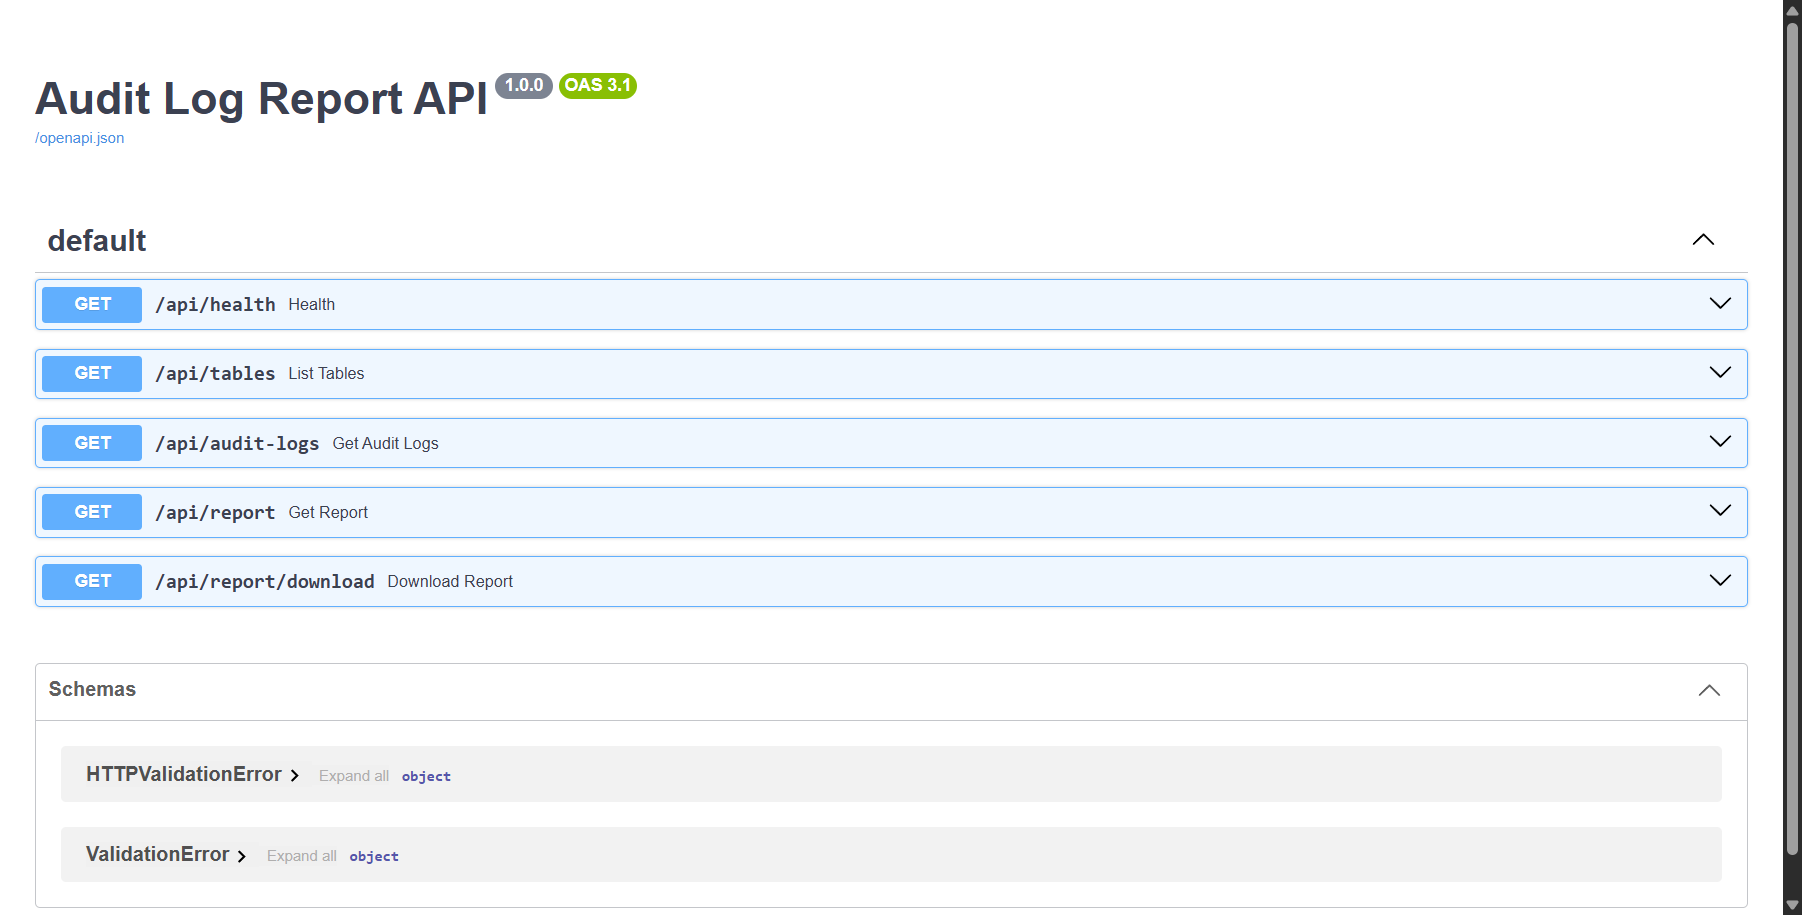 Audit Log Report API 1.0.0 OAS 3.1
/openapi.json
default
GET /api/health Health
GET /api/tables List Tables
GET /api/audit-logs Get Audit Logs
GET /api/report Get Report
GET /api/report/download Download Report
Schemas
HTTPValidationError Expand all object
ValidationError Expand all object